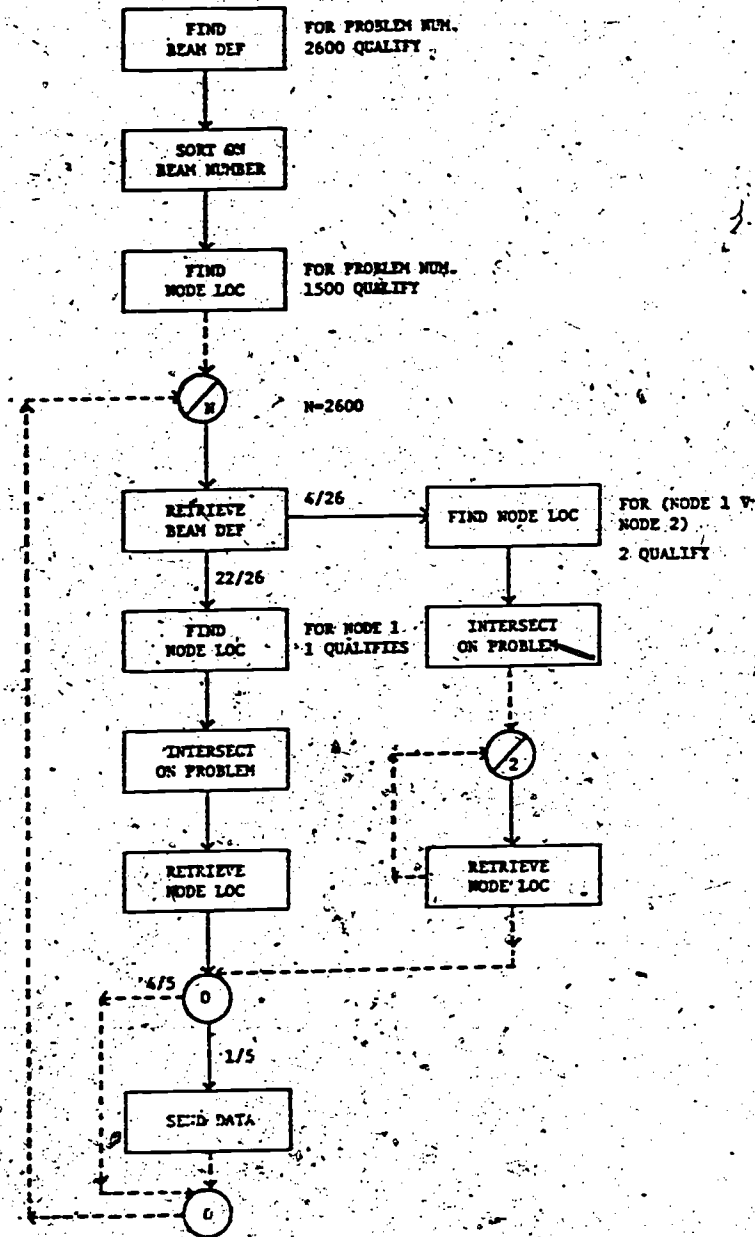 FIND
BEAM DEF
FOR PROBLEM NUM.
2600 QUALIFY
SORT ON
BEAM NUMBER
FIND
NODE LOC
FOR PROBLEM NUM.
1500 QUALIFY
N
N=2600
RETRIEVE
BEAM DEF
4/26
FIND NODE LOC
FOR (NODE 1 V
NODE 2)
2 QUALIFY
22/26
FIND
NODE LOC
FOR NODE 1
1 QUALIFIES
INTERSECT
ON PROBLEM
INTERSECT
ON PROBLEM
2
RETRIEVE
NODE LOC
RETRIEVE
NODE LOC
4/5
0
1/5
SEND DATA
0